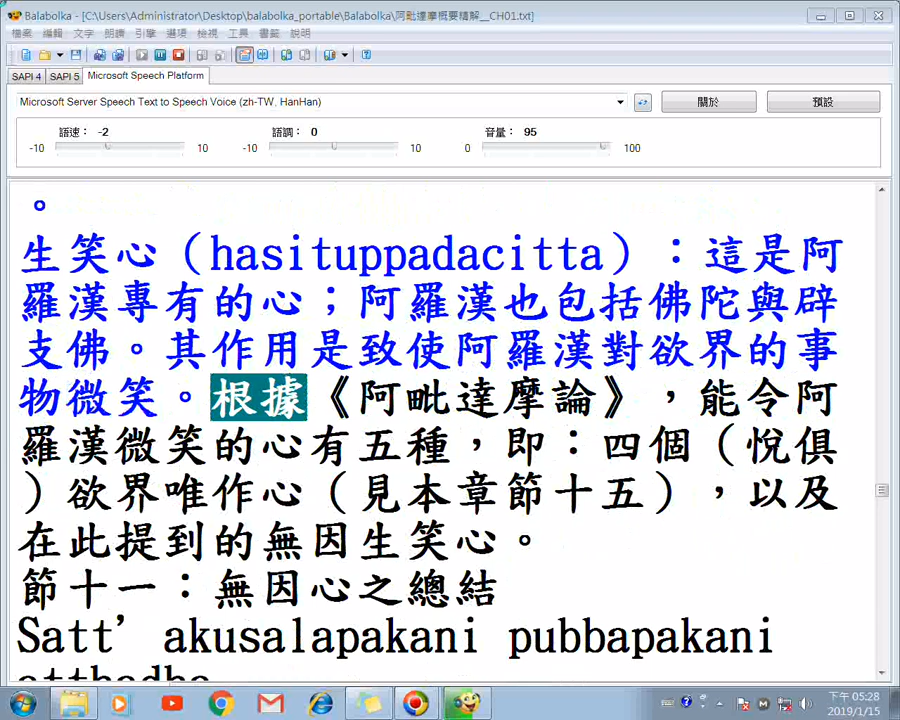 Balabolka - [C:\Users\Administrator\Desktop\balabolka_portable\Balabolka\阿毗達摩概要精解__CH01.txt]
檔案 編輯 文字 朗讀 引擎 選項 檢視 工具 書籤 說明
SAPI 4 SAPI 5 Microsoft Speech Platform
Microsoft Server Speech Text to Speech Voice (zh-TW, HanHan) 關於 預設
語速： -2 語調： 0 音量： 95
-10 10 -10 10 0 100
。
生笑心（hasituppadacitta）：這是阿
羅漢專有的心；阿羅漢也包括佛陀與辟
支佛。其作用是致使阿羅漢對欲界的事
物微笑。根據《阿毗達摩論》，能令阿
羅漢微笑的心有五種，即：四個（悅俱
）欲界唯作心（見本章節十五），以及
在此提到的無因生笑心。
節十一：無因心之總結
Satt’ akusalapakani pubbapakani
下午 05:28
2019/1/15